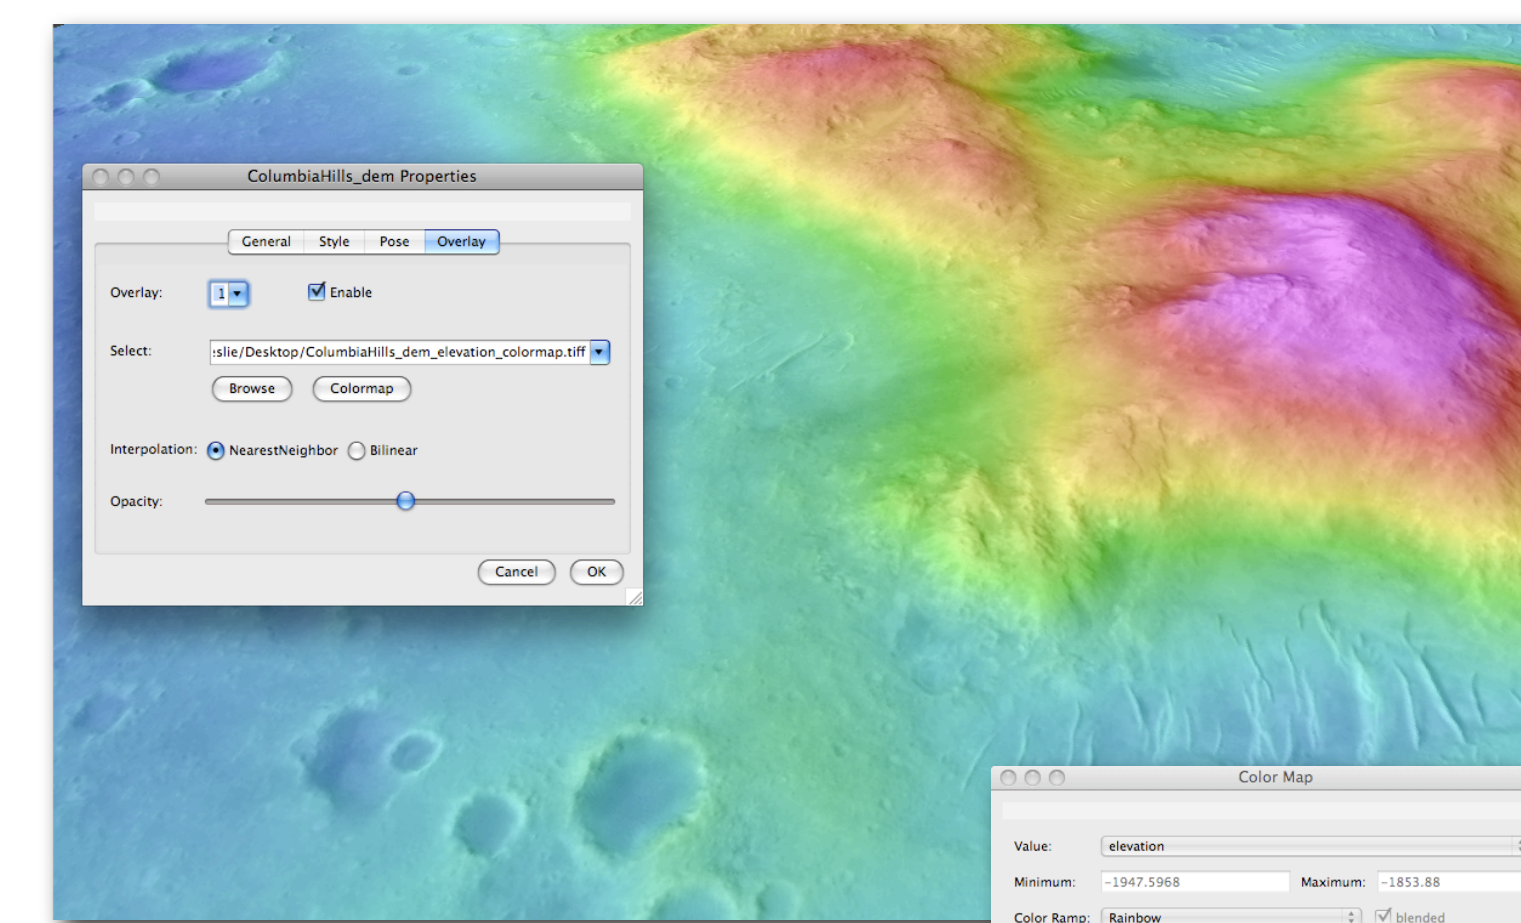 ColumbiaHills_dem Properties
General Style Pose Overlay
Overlay: 1 Enable
Select: slie/Desktop/ColumbiaHills_dem_elevation_colormap.tiff
Browse Colormap
Interpolation: NearestNeighbor Bilinear
Opacity:
Cancel OK
Color Map
Value: elevation
Minimum: -1947.5968 Maximum: -1853.88
Color Ramp: Rainbow blended